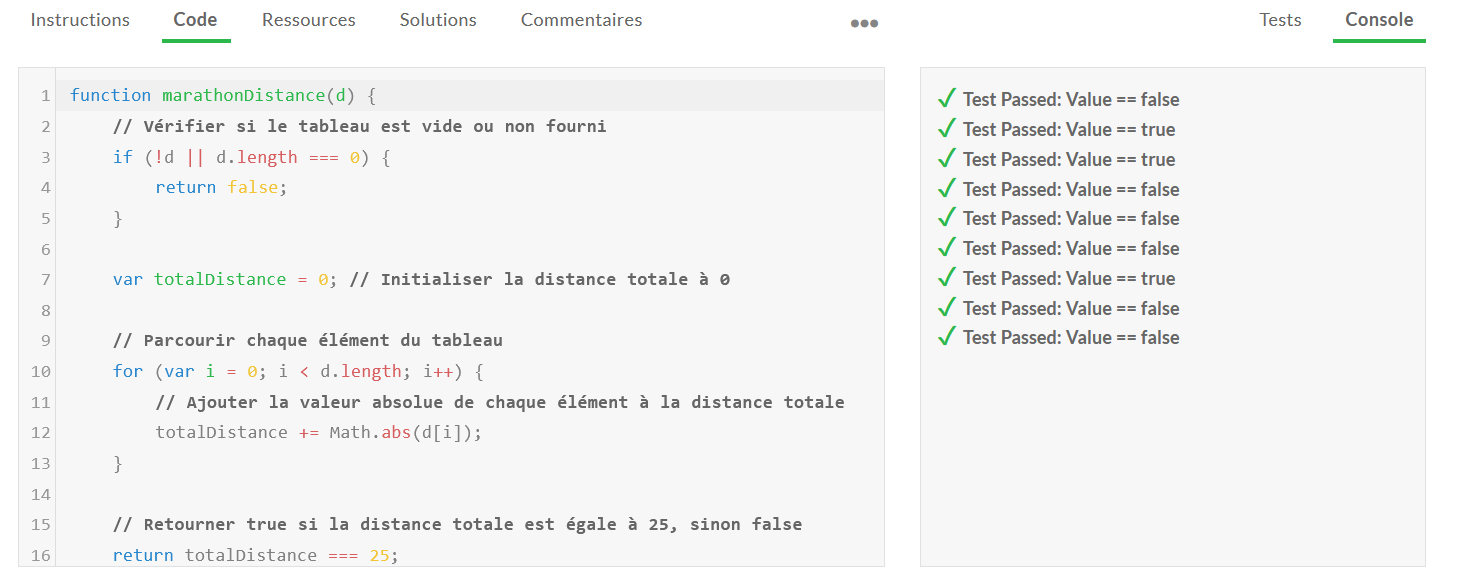 Instructions Code Ressources Solutions Commentaires ••• Tests Console
1 function marathonDistance(d) {
2 // Vérifier si le tableau est vide ou non fourni
3 if (!d || d.length === 0) {
4 return false;
5 }
6
7 var totalDistance = 0; // Initialiser la distance totale à 0
8
9 // Parcourir chaque élément du tableau
10 for (var i = 0; i < d.length; i++) {
11 // Ajouter la valeur absolue de chaque élément à la distance totale
12 totalDistance += Math.abs(d[i]);
13 }
14
15 // Retourner true si la distance totale est égale à 25, sinon false
16 return totalDistance === 25;
✓ Test Passed: Value == false
✓ Test Passed: Value == true
✓ Test Passed: Value == true
✓ Test Passed: Value == false
✓ Test Passed: Value == false
✓ Test Passed: Value == false
✓ Test Passed: Value == true
✓ Test Passed: Value == false
✓ Test Passed: Value == false